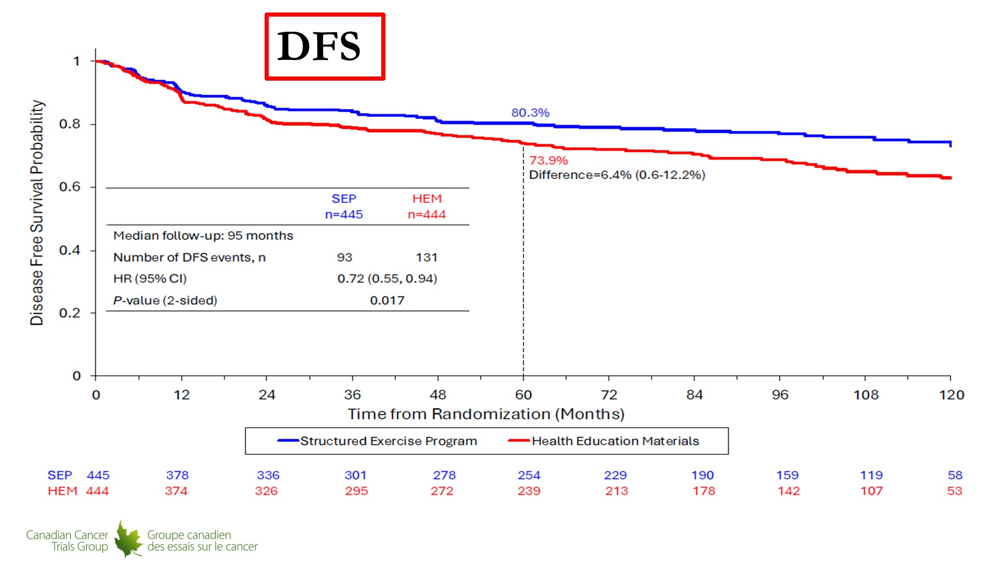 DFS
1
0.8
0.6
0.4
0.2
0
Disease Free Survival Probability
80.3%
73.9%
Difference=6.4% (0.6-12.2%)
SEP HEM
n=445 n=444
Median follow-up: 95 months
Number of DFS events, n 93 131
HR (95% CI) 0.72 (0.55, 0.94)
P-value (2-sided) 0.017
0 12 24 36 48 60 72 84 96 108 120
Time from Randomization (Months)
Structured Exercise Program Health Education Materials
SEP 445 378 336 301 278 254 229 190 159 119 58
HEM 444 374 326 295 272 239 213 178 142 107 53
Canadian Cancer
Trials Group
Groupe canadien
des essais sur le cancer